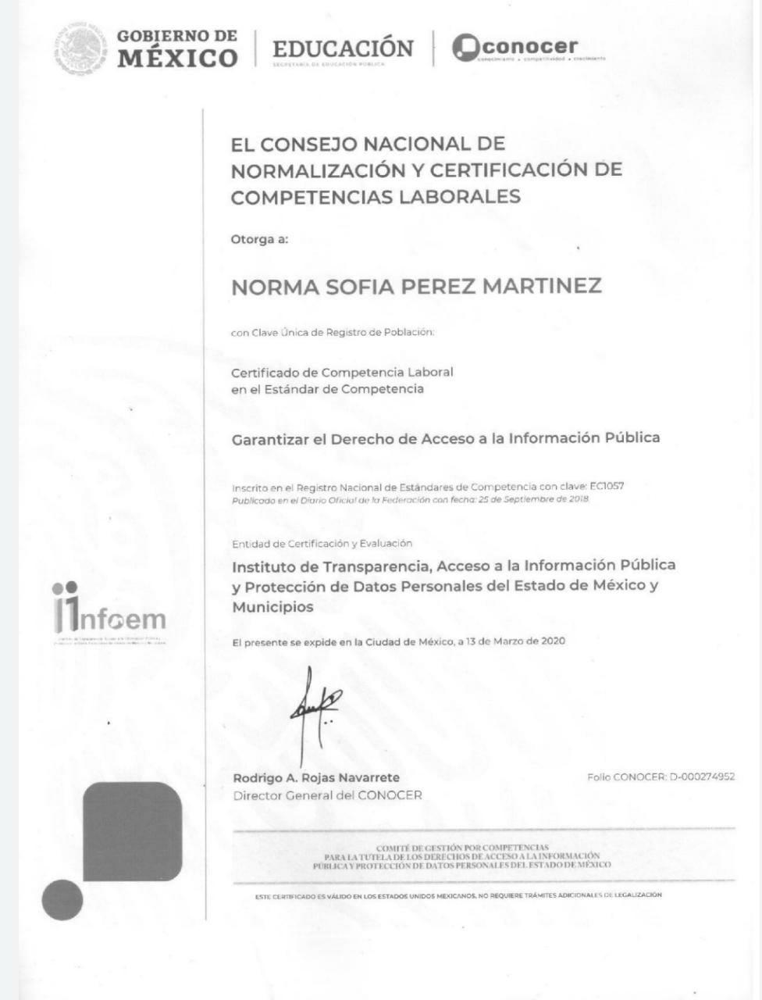 GOBIERNO DE
MÉXICO
EDUCACIÓN
SECRETARÍA DE EDUCACIÓN PÚBLICA
conocer
conocimiento • competitividad • crecimiento
EL CONSEJO NACIONAL DE
NORMALIZACIÓN Y CERTIFICACIÓN DE
COMPETENCIAS LABORALES
Otorga a:
NORMA SOFIA PEREZ MARTINEZ
con Clave Única de Registro de Población:
Certificado de Competencia Laboral
en el Estándar de Competencia
Garantizar el Derecho de Acceso a la Información Pública
Inscrito en el Registro Nacional de Estándares de Competencia con clave: EC1057
Publicado en el Diario Oficial de la Federación con fecha: 25 de Septiembre de 2018
Entidad de Certificación y Evaluación
Instituto de Transparencia, Acceso a la Información Pública
y Protección de Datos Personales del Estado de México y
Municipios
infoem
El presente se expide en la Ciudad de México, a 13 de Marzo de 2020
Rodrigo A. Rojas Navarrete
Director General del CONOCER
Folio CONOCER: D-000274952
COMITÉ DE GESTIÓN POR COMPETENCIAS
PARA LA TUTELA DE LOS DERECHOS DE ACCESO A LA INFORMACIÓN
PÚBLICA Y PROTECCIÓN DE DATOS PERSONALES DEL ESTADO DE MÉXICO
ESTE CERTIFICADO ES VÁLIDO EN LOS ESTADOS UNIDOS MEXICANOS, NO REQUIERE TRÁMITES ADICIONALES DE LEGALIZACIÓN